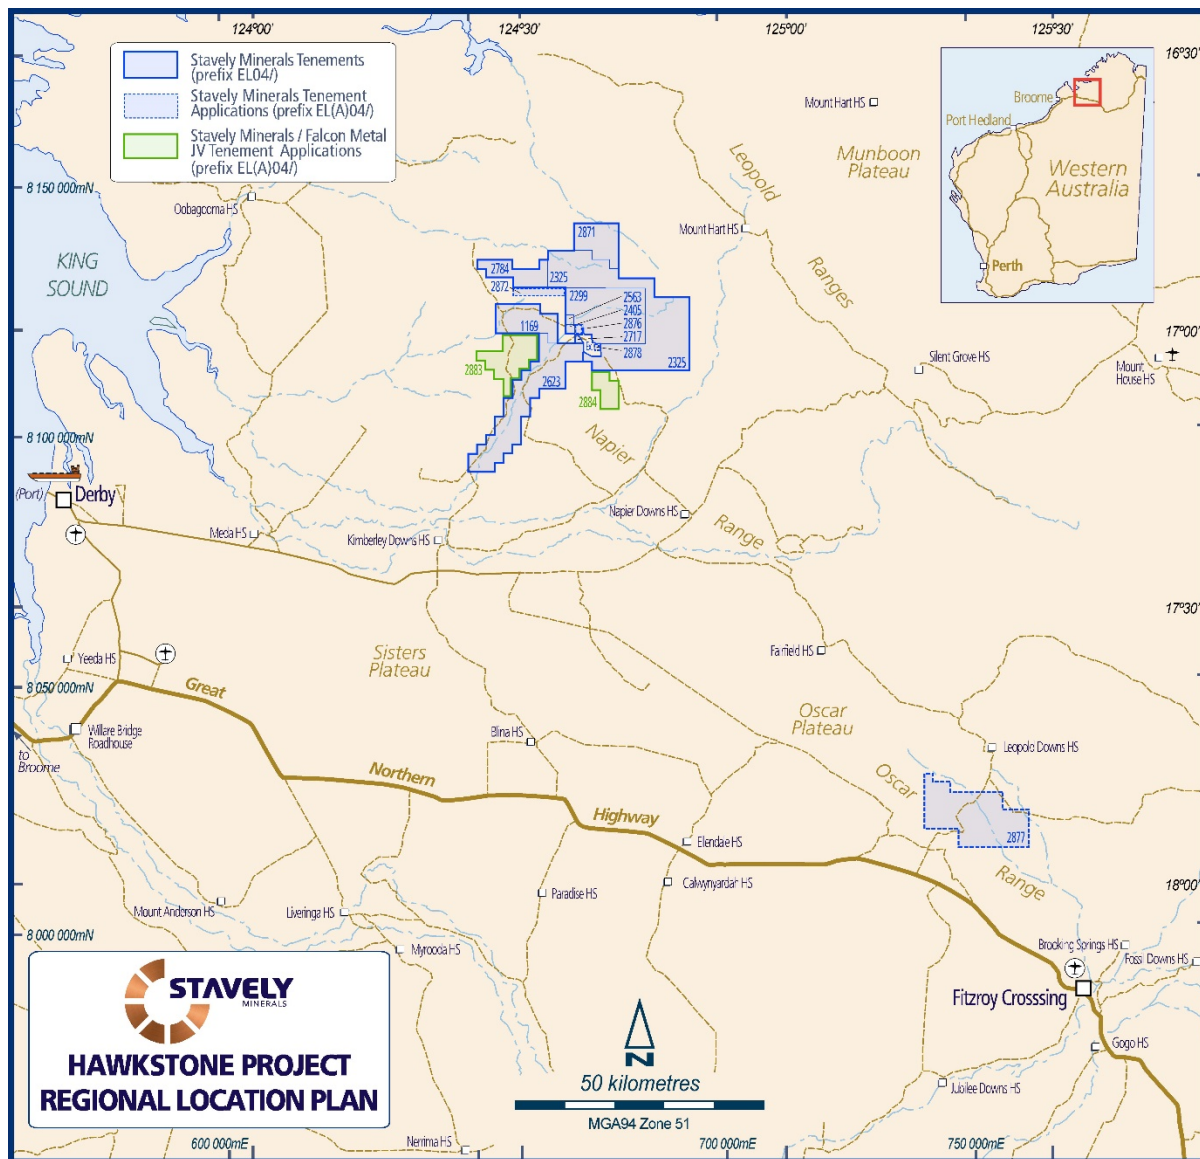 124°00'
124°30'
125°00'
125°30'
16°30'
Stavely Minerals Tenements
(prefix EL04/)
Stavely Minerals Tenement
Applications (prefix EL(A)04/)
Stavely Minerals / Falcon Metal
JV Tenement Applications
(prefix EL(A)04/)
Broome
Port Hedland
Western
Australia
Perth
Mount Hart HS
Munboon
Plateau
Leopold
Ranges
8 150 000mN
Oobagooma HS
Mount Hart HS
KING
SOUND
2871
2784
2325
2872
2299
2563
2405
2876
2717
2878
1169
2325
2883
2623
2884
17°00'
Silent Grove HS
Mount
House HS
8 100 000mN
Napier
Range
(Port)
Derby
Napier Downs HS
Meda HS
Kimberley Downs HS
17°30'
Sisters
Plateau
Fairfield HS
Yeeda HS
8 050 000mN
Great
Northern
Highway
Oscar
Plateau
Willare Bridge
Roadhouse
to
Broome
Blina HS
Leopold Downs HS
Oscar
Range
2877
Ellendale HS
Calwynyardah HS
Paradise HS
18°00'
Mount Anderson HS
Liveringa HS
8 000 000mN
Myrooda HS
Brooking Springs HS
Fossil Downs HS
Fitzroy Crosssing
Gogo HS
Jubilee Downs HS
STAVELY
MINERALS
HAWKSTONE PROJECT
REGIONAL LOCATION PLAN
N
50 kilometres
MGA94 Zone 51
Nerrima HS
600 000mE
700 000mE
750 000mE